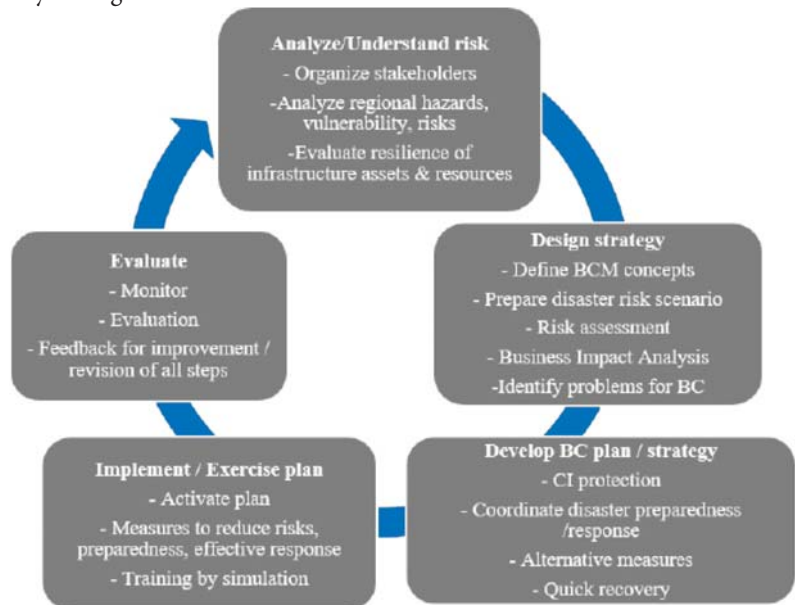 Analyze/Understand risk
- Organize stakeholders
-Analyze regional hazards,
vulnerability, risks
-Evaluate resilience of
infrastructure assets & resources
Design strategy
- Define BCM concepts
- Prepare disaster risk scenario
- Risk assessment
- Business Impact Analysis
-Identify problems for BC
Develop BC plan / strategy
- CI protection
- Coordinate disaster preparedness
/response
- Alternative measures
- Quick recovery
Implement / Exercise plan
- Activate plan
- Measures to reduce risks,
preparedness, effective response
- Training by simulation
Evaluate
- Monitor
- Evaluation
- Feedback for improvement /
revision of all steps